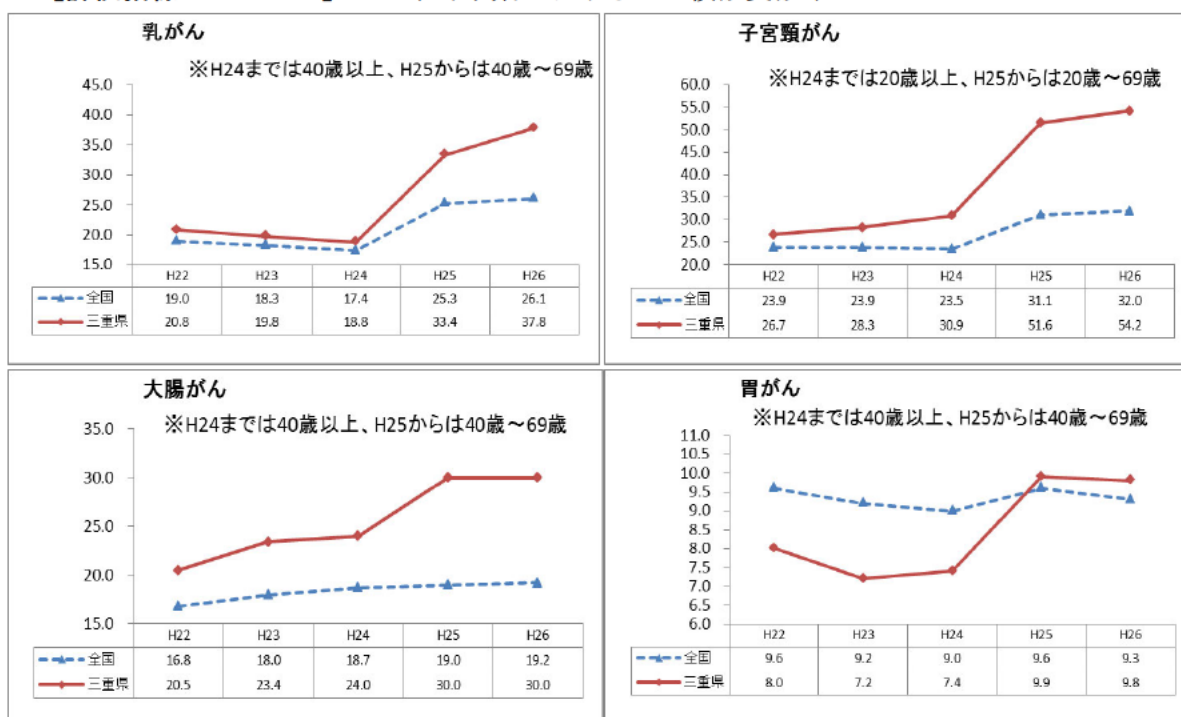 乳がん
※H24までは40歳以上、H25からは40歳～69歳
45.0
40.0
35.0
30.0
25.0
20.0
15.0
H22 H23 H24 H25 H26
全国 19.0 18.3 17.4 25.3 26.1
三重県 20.8 19.8 18.8 33.4 37.8
子宮頸がん
※H24までは20歳以上、H25からは20歳～69歳
60.0
55.0
50.0
45.0
40.0
35.0
30.0
25.0
20.0
H22 H23 H24 H25 H26
全国 23.9 23.9 23.5 31.1 32.0
三重県 26.7 28.3 30.9 51.6 54.2
大腸がん
※H24までは40歳以上、H25からは40歳～69歳
35.0
30.0
25.0
20.0
15.0
H22 H23 H24 H25 H26
全国 16.8 18.0 18.7 19.0 19.2
三重県 20.5 23.4 24.0 30.0 30.0
胃がん
※H24までは40歳以上、H25からは40歳～69歳
11.0
10.5
10.0
9.5
9.0
8.5
8.0
7.5
7.0
6.5
6.0
H22 H23 H24 H25 H26
全国 9.6 9.2 9.0 9.6 9.3
三重県 8.0 7.2 7.4 9.9 9.8